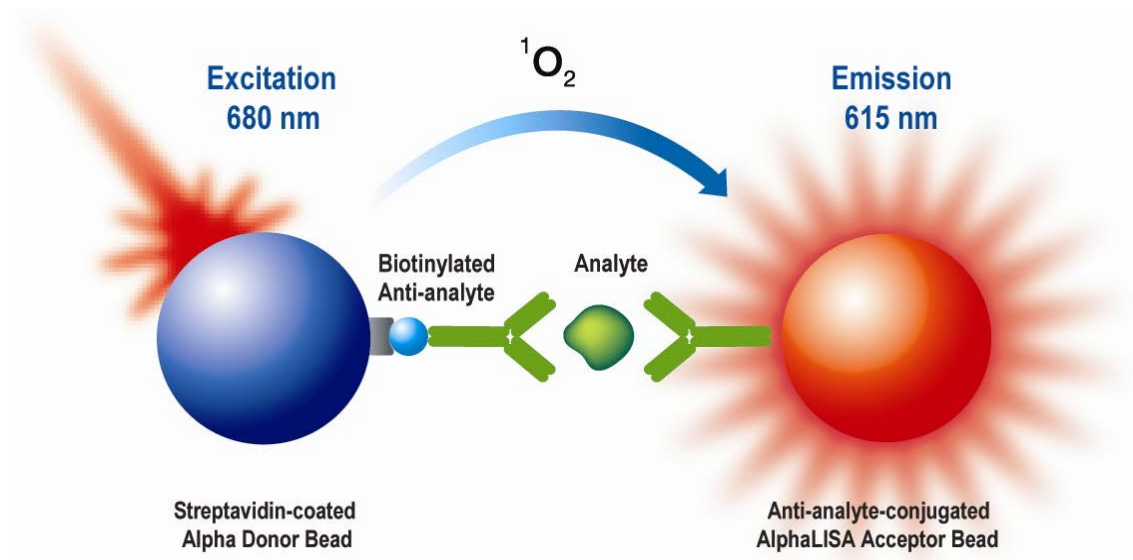 ¹O₂
Excitation
680 nm
Emission
615 nm
Biotinylated
Anti-analyte
Analyte
Streptavidin-coated
Alpha Donor Bead
Anti-analyte-conjugated
AlphaLISA Acceptor Bead